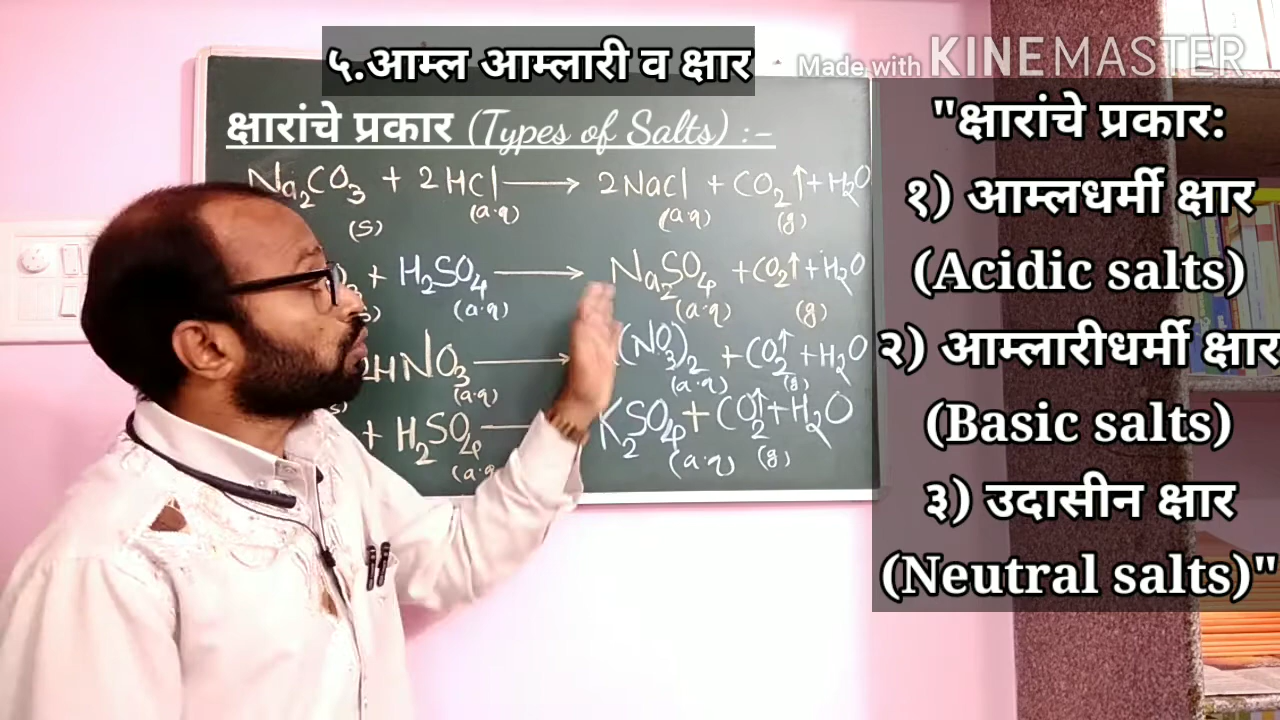 ५.आम्ल आम्लारी व क्षार
Made with KINEMASTER
क्षारांचे प्रकार (Types of Salts) :-
Na₂CO₃ + 2HCl → 2NaCl + CO₂↑ + H₂O
(s) (a.q) (a.q) (g)
+ H₂SO₄ → Na₂SO₄ + CO₂↑ + H₂O
(a.q) (a.q) (g)
2HNO₃ → (NO₃)₂ + CO₂↑ + H₂O
(a.q) (a.q) (g)
+ H₂SO₄ → K₂SO₄ + CO₂↑ + H₂O
(a.q) (a.q) (g)
"क्षारांचे प्रकार:
१) आम्लधर्मी क्षार
(Acidic salts)
२) आम्लारीधर्मी क्षार
(Basic salts)
३) उदासीन क्षार
(Neutral salts)"